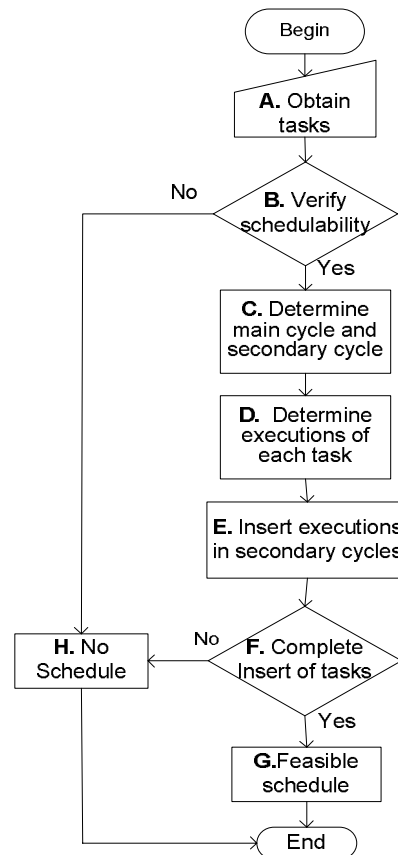 Begin
A. Obtain
tasks
No
B. Verify
schedulability
Yes
C. Determine
main cycle and
secondary cycle
D. Determine
executions of
each task
E. Insert executions
in secondary cycles
H. No
Schedule
No
F. Complete
Insert of tasks
Yes
G.Feasible
schedule
End